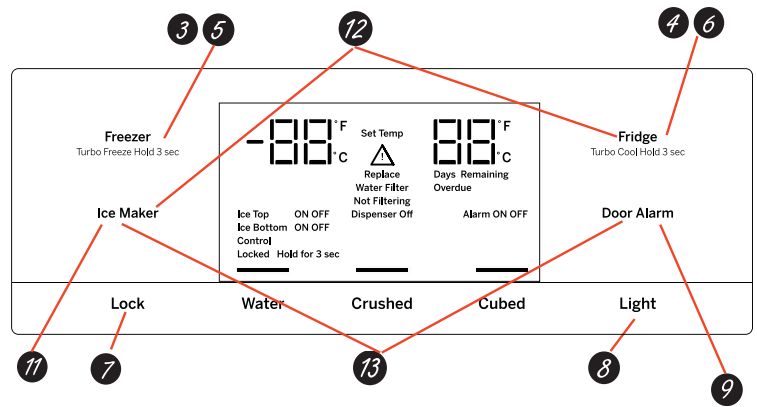 3 5 12 4 6
Freezer
Turbo Freeze Hold 3 sec
-88 °F
°C
Set Temp
88 °F
°C
Fridge
Turbo Cool Hold 3 sec
Replace
Water Filter
Not Filtering
Dispenser Off
Days Remaining
Overdue
Ice Maker
Ice Top ON OFF
Ice Bottom ON OFF
Control
Locked Hold for 3 sec
Alarm ON OFF
Door Alarm
Lock Water Crushed Cubed Light
11 7 13 8 9